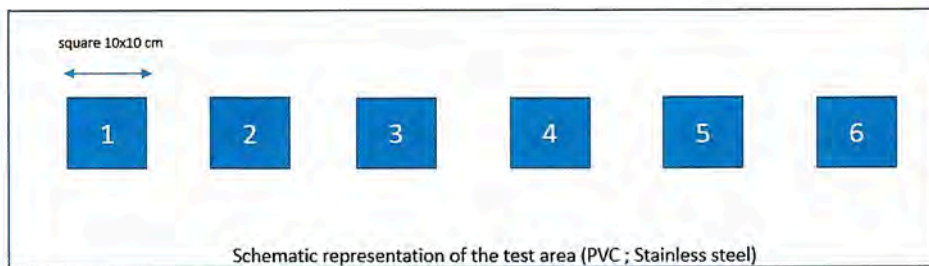 square 10x10 cm
1 2 3 4 5 6
Schematic representation of the test area (PVC ; Stainless steel)